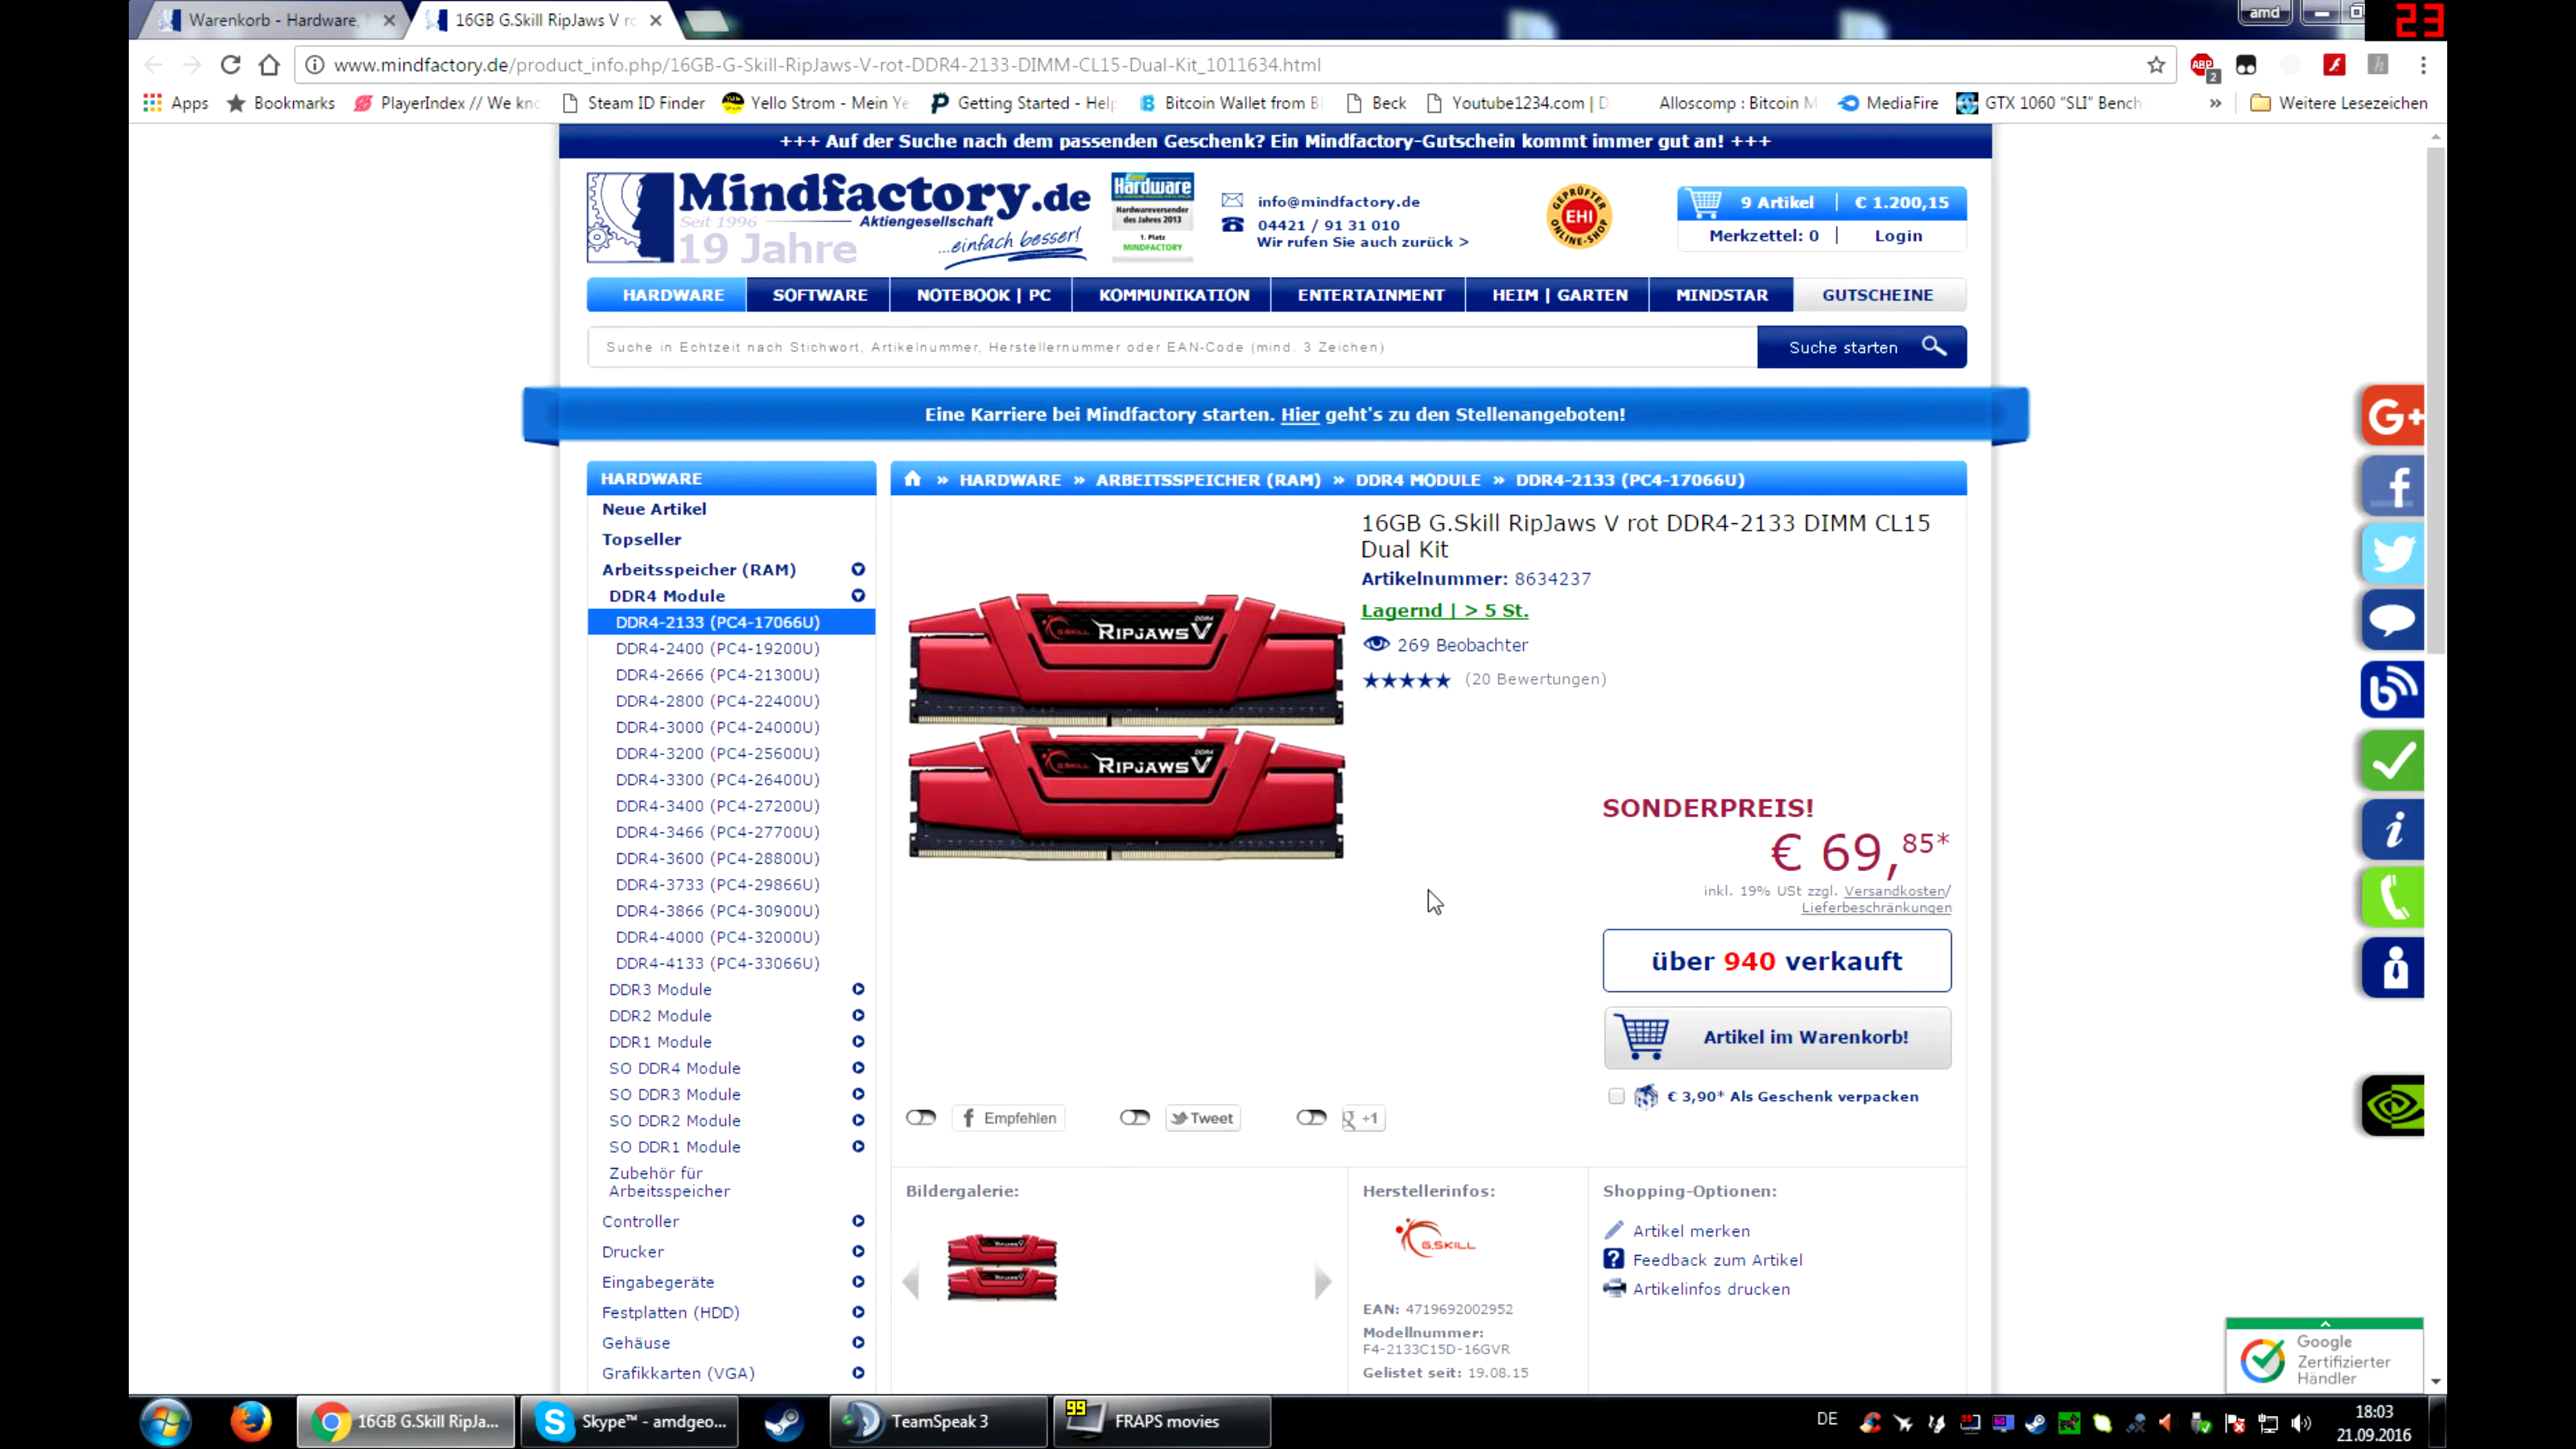 Warenkorb - Hardware,
16GB G.Skill RipJaws V ro
amd
23
www.mindfactory.de/product_info.php/16GB-G-Skill-RipJaws-V-rot-DDR4-2133-DIMM-CL15-Dual-Kit_1011634.html
ABP
2
Apps
Bookmarks
PlayerIndex // We kno
Steam ID Finder
Yello Strom - Mein Ye
Getting Started - Help
Bitcoin Wallet from B
Beck
Youtube1234.com | D
Alloscomp : Bitcoin M
MediaFire
GTX 1060 “SLI” Bench
»
Weitere Lesezeichen
+++ Auf der Suche nach dem passenden Geschenk? Ein Mindfactory-Gutschein kommt immer gut an! +++
Mindfactory.de
Seit 1996
Aktiengesellschaft
19 Jahre
...einfach besser!
Hardware
Hardwareversender
des Jahres 2013
1. Platz
MINDFACTORY
info@mindfactory.de
04421 / 91 31 010
Wir rufen Sie auch zurück >
GEPRÜFTER
EHI
ONLINE-SHOP
9 Artikel | € 1.200,15
Merkzettel: 0 | Login
HARDWARE
SOFTWARE
NOTEBOOK | PC
KOMMUNIKATION
ENTERTAINMENT
HEIM | GARTEN
MINDSTAR
GUTSCHEINE
Suche in Echtzeit nach Stichwort, Artikelnummer, Herstellernummer oder EAN-Code (mind. 3 Zeichen)
Suche starten
Eine Karriere bei Mindfactory starten. Hier geht's zu den Stellenangeboten!
HARDWARE
Neue Artikel
Topseller
Arbeitsspeicher (RAM)
DDR4 Module
DDR4-2133 (PC4-17066U)
DDR4-2400 (PC4-19200U)
DDR4-2666 (PC4-21300U)
DDR4-2800 (PC4-22400U)
DDR4-3000 (PC4-24000U)
DDR4-3200 (PC4-25600U)
DDR4-3300 (PC4-26400U)
DDR4-3400 (PC4-27200U)
DDR4-3466 (PC4-27700U)
DDR4-3600 (PC4-28800U)
DDR4-3733 (PC4-29866U)
DDR4-3866 (PC4-30900U)
DDR4-4000 (PC4-32000U)
DDR4-4133 (PC4-33066U)
DDR3 Module
DDR2 Module
DDR1 Module
SO DDR4 Module
SO DDR3 Module
SO DDR2 Module
SO DDR1 Module
Zubehör für
Arbeitsspeicher
Controller
Drucker
Eingabegeräte
Festplatten (HDD)
Gehäuse
Grafikkarten (VGA)
» HARDWARE » ARBEITSSPEICHER (RAM) » DDR4 MODULE » DDR4-2133 (PC4-17066U)
16GB G.Skill RipJaws V rot DDR4-2133 DIMM CL15
Dual Kit
Artikelnummer: 8634237
Lagernd | > 5 St.
269 Beobachter
(20 Bewertungen)
DDR4
G.SKILL RIPJAWS V
DDR4
G.SKILL RIPJAWS V
SONDERPREIS!
€ 69,85*
inkl. 19% USt zzgl. Versandkosten/
Lieferbeschränkungen
über 940 verkauft
Artikel im Warenkorb!
€ 3,90* Als Geschenk verpacken
Empfehlen
Tweet
+1
Bildergalerie:
RIPJAWS V
RIPJAWS V
Herstellerinfos:
G.SKILL
EAN: 4719692002952
Modellnummer:
F4-2133C15D-16GVR
Gelistet seit: 19.08.15
Shopping-Optionen:
Artikel merken
Feedback zum Artikel
Artikelinfos drucken
G+
Google
Zertifizierter
Händler
16GB G.Skill RipJa...
Skype™ - amdgeo...
TeamSpeak 3
99
FRAPS movies
DE
18:03
21.09.2016